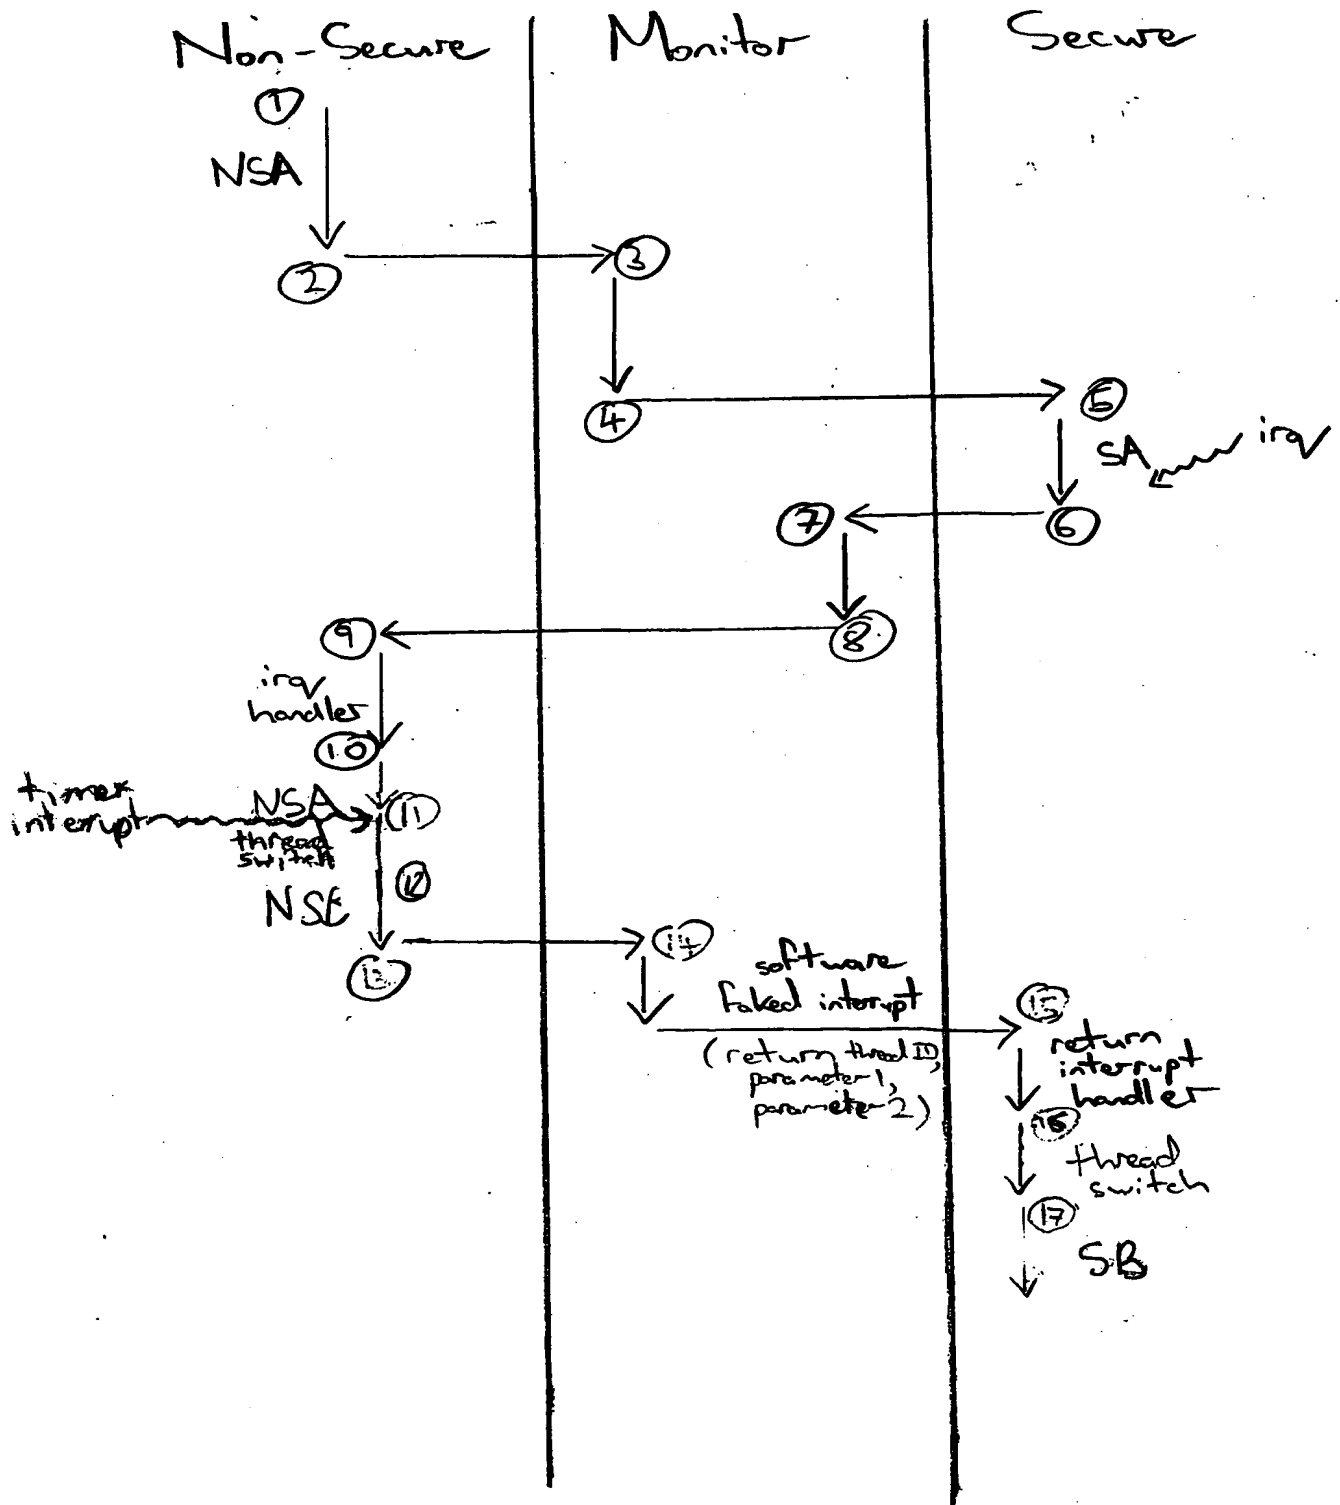 Non-Secure
Monitor
Secure
1
NSA
2
3
4
5
SA
irq
6
7
8
9
irq
handler
10
timer
interrupt
NSA
11
thread
switch
12
NSB
13
14
software
faked interrupt
(return thread ID,
parameter 1,
parameter 2)
15
return
interrupt
handler
16
thread
switch
17
SB